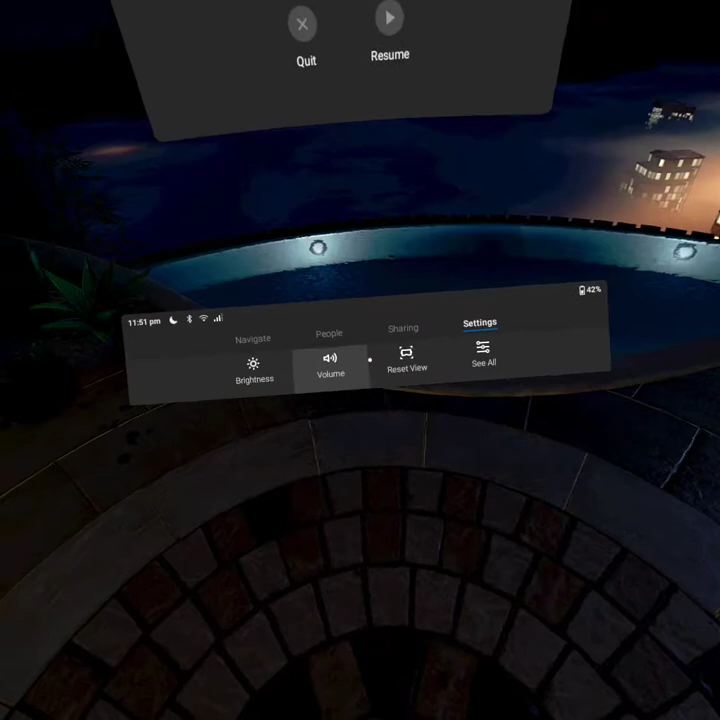 Quit Resume
11:51 pm
42%
Navigate People Sharing Settings
Brightness Volume Reset View See All